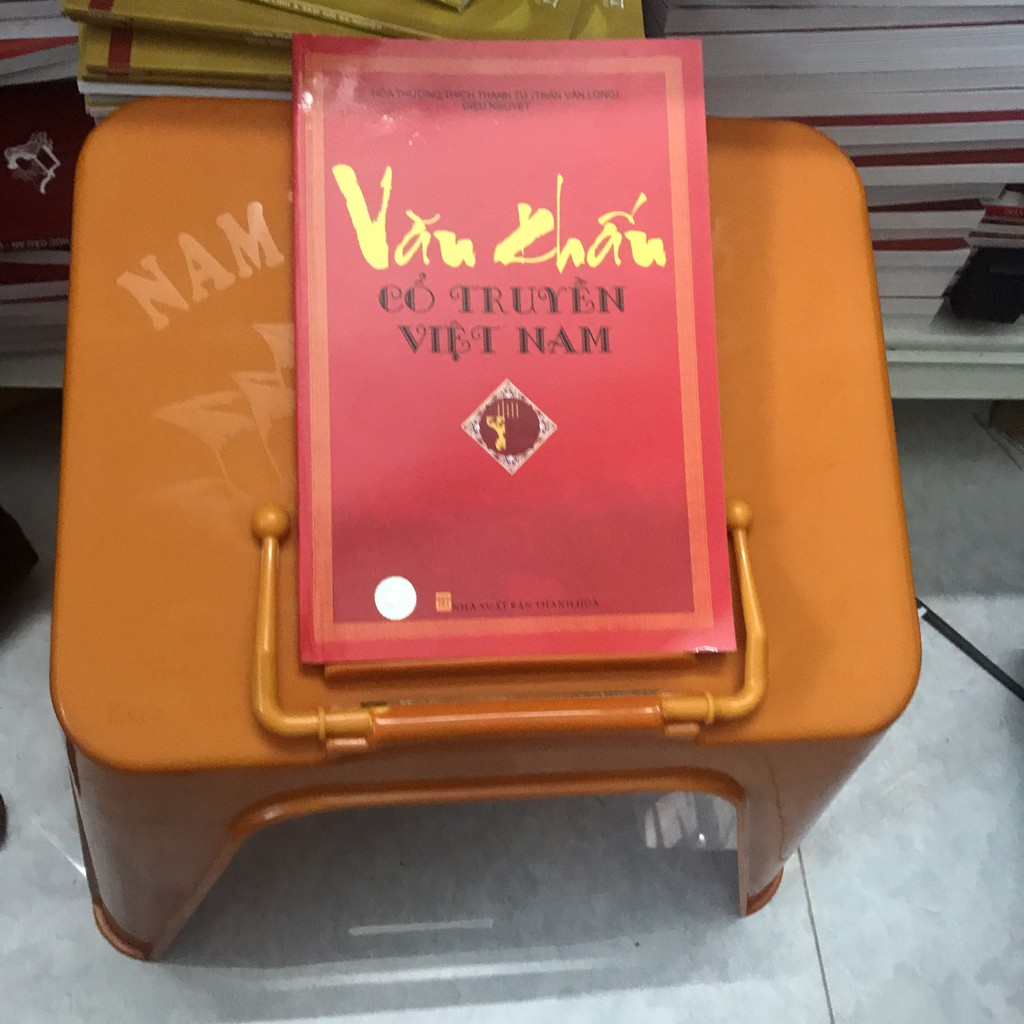 HÒA THƯỢNG THÍCH THANH TỨ (TRẦN VĂN LONG)
DIỆU NGUYỆT
Văn khấn
CỔ TRUYỀN
VIỆT NAM
NHÀ XUẤT BẢN THANH HÓA
NAM